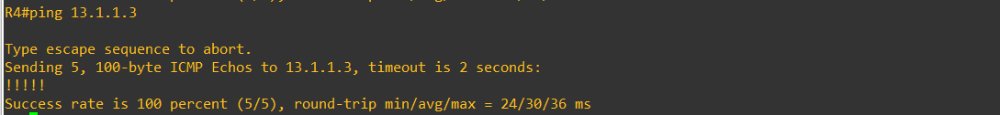 R4#ping 13.1.1.3
Type escape sequence to abort.
Sending 5, 100-byte ICMP Echos to 13.1.1.3, timeout is 2 seconds:
!!!!!
Success rate is 100 percent (5/5), round-trip min/avg/max = 24/30/36 ms